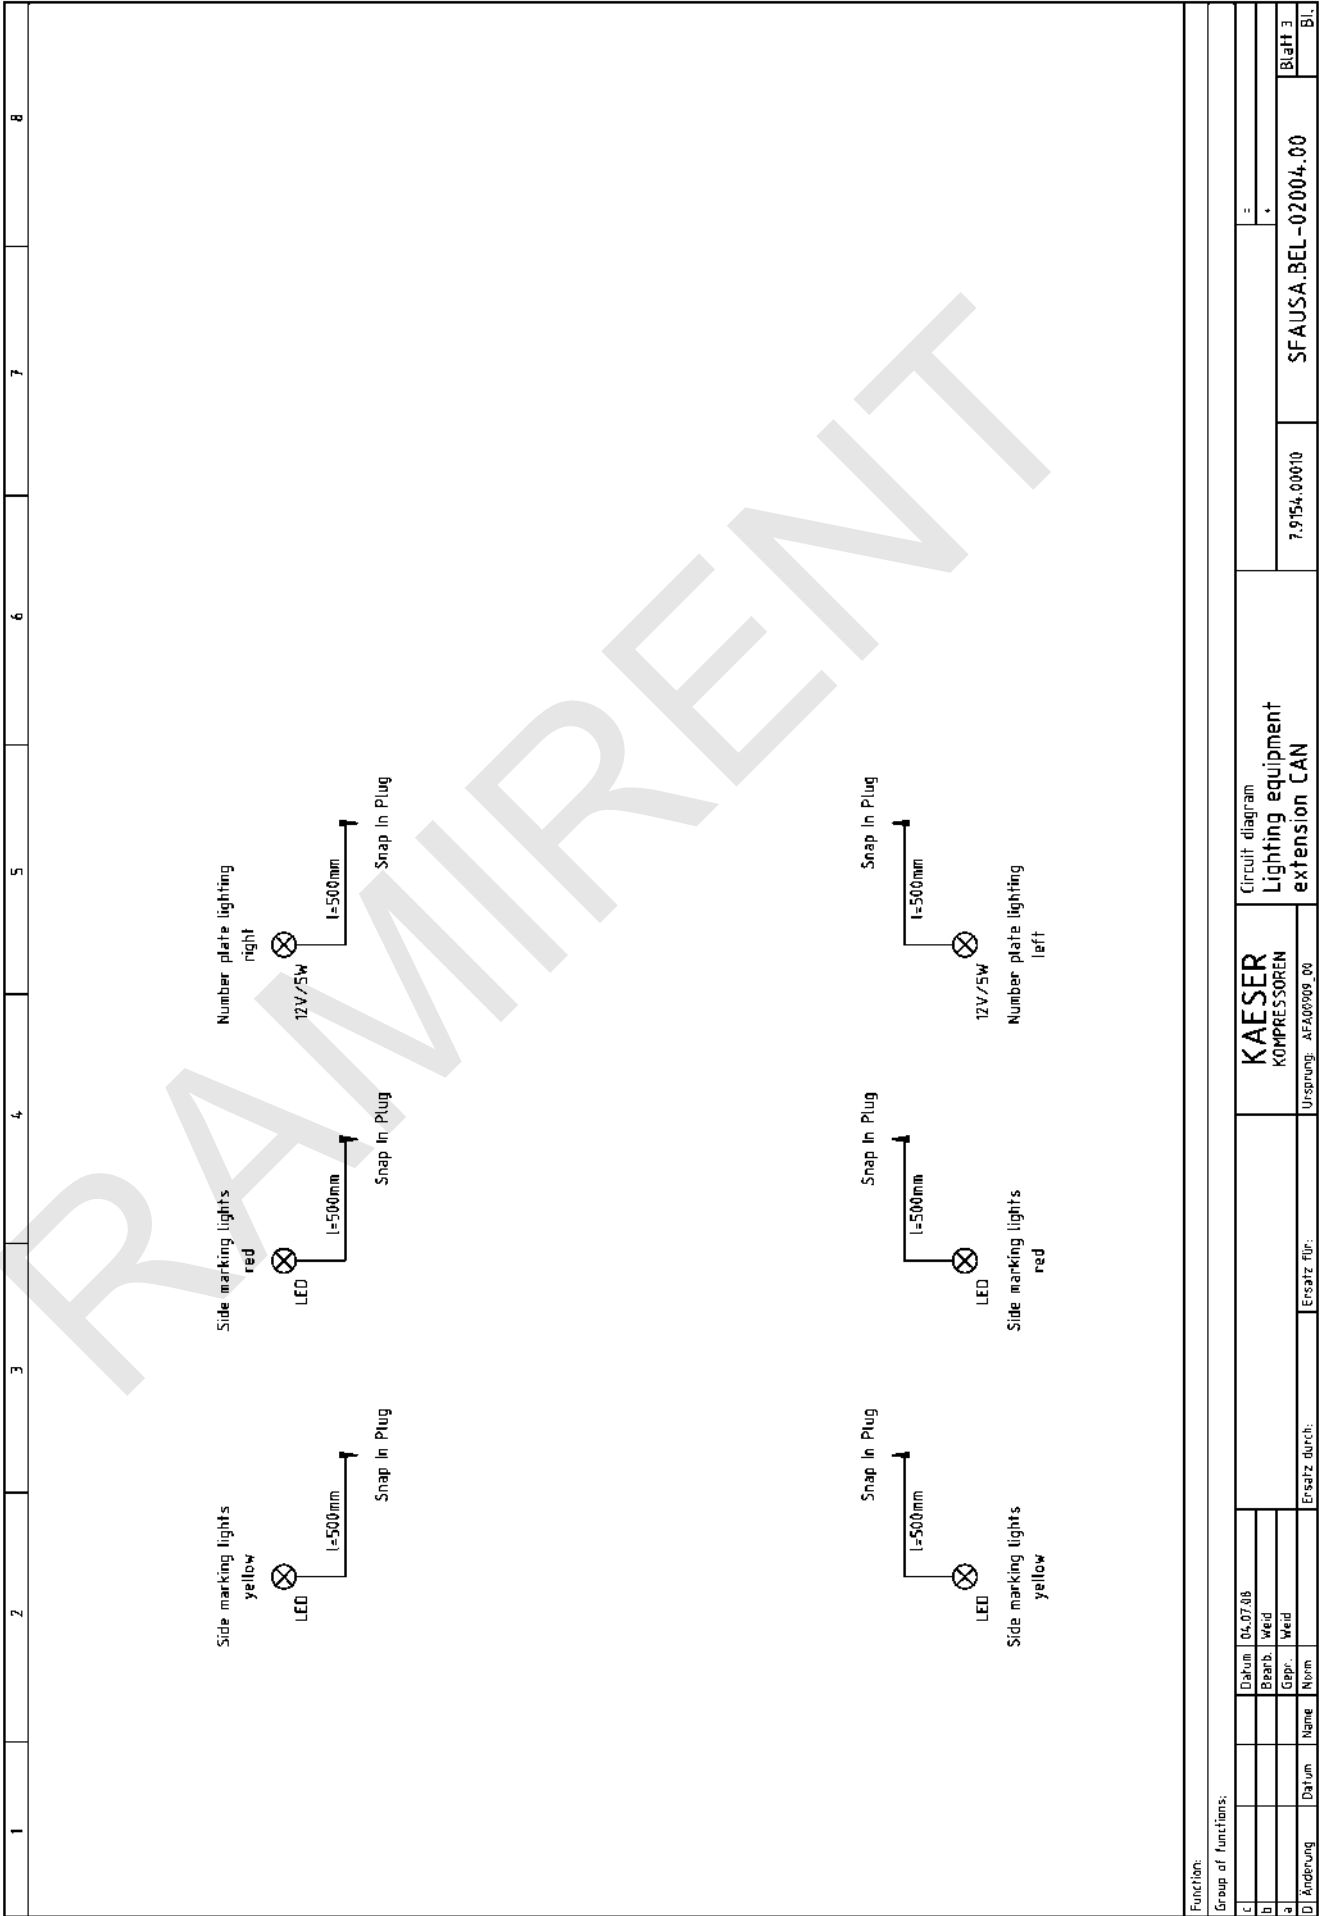 1 2 3 4 5 6 7 8
Side marking lights
yellow
LED
l=500mm
Snap In Plug
Side marking lights
red
LED
l=500mm
Snap In Plug
Number plate lighting
right
12V/5W
l=500mm
Snap In Plug
Snap In Plug
l=500mm
LED
Side marking lights
yellow
Snap In Plug
l=500mm
LED
Side marking lights
red
Snap In Plug
l=500mm
12V/5W
Number plate lighting
left
RAMIRENT
Function:
Group of functions:
c
b
a
D Änderung Datum Name
Datum 04.07.08
Bearb. Weid
Gepr. Weid
Norm
Ersatz durch:
Ersatz für:
KAESER
KOMPRESSOREN
Ursprung: AFA00909_00
Circuit diagram
Lighting equipment
extension CAN
=
+
7.9154.00010
SFAUSA.BEL-02004.00
Blatt 3
Bl.